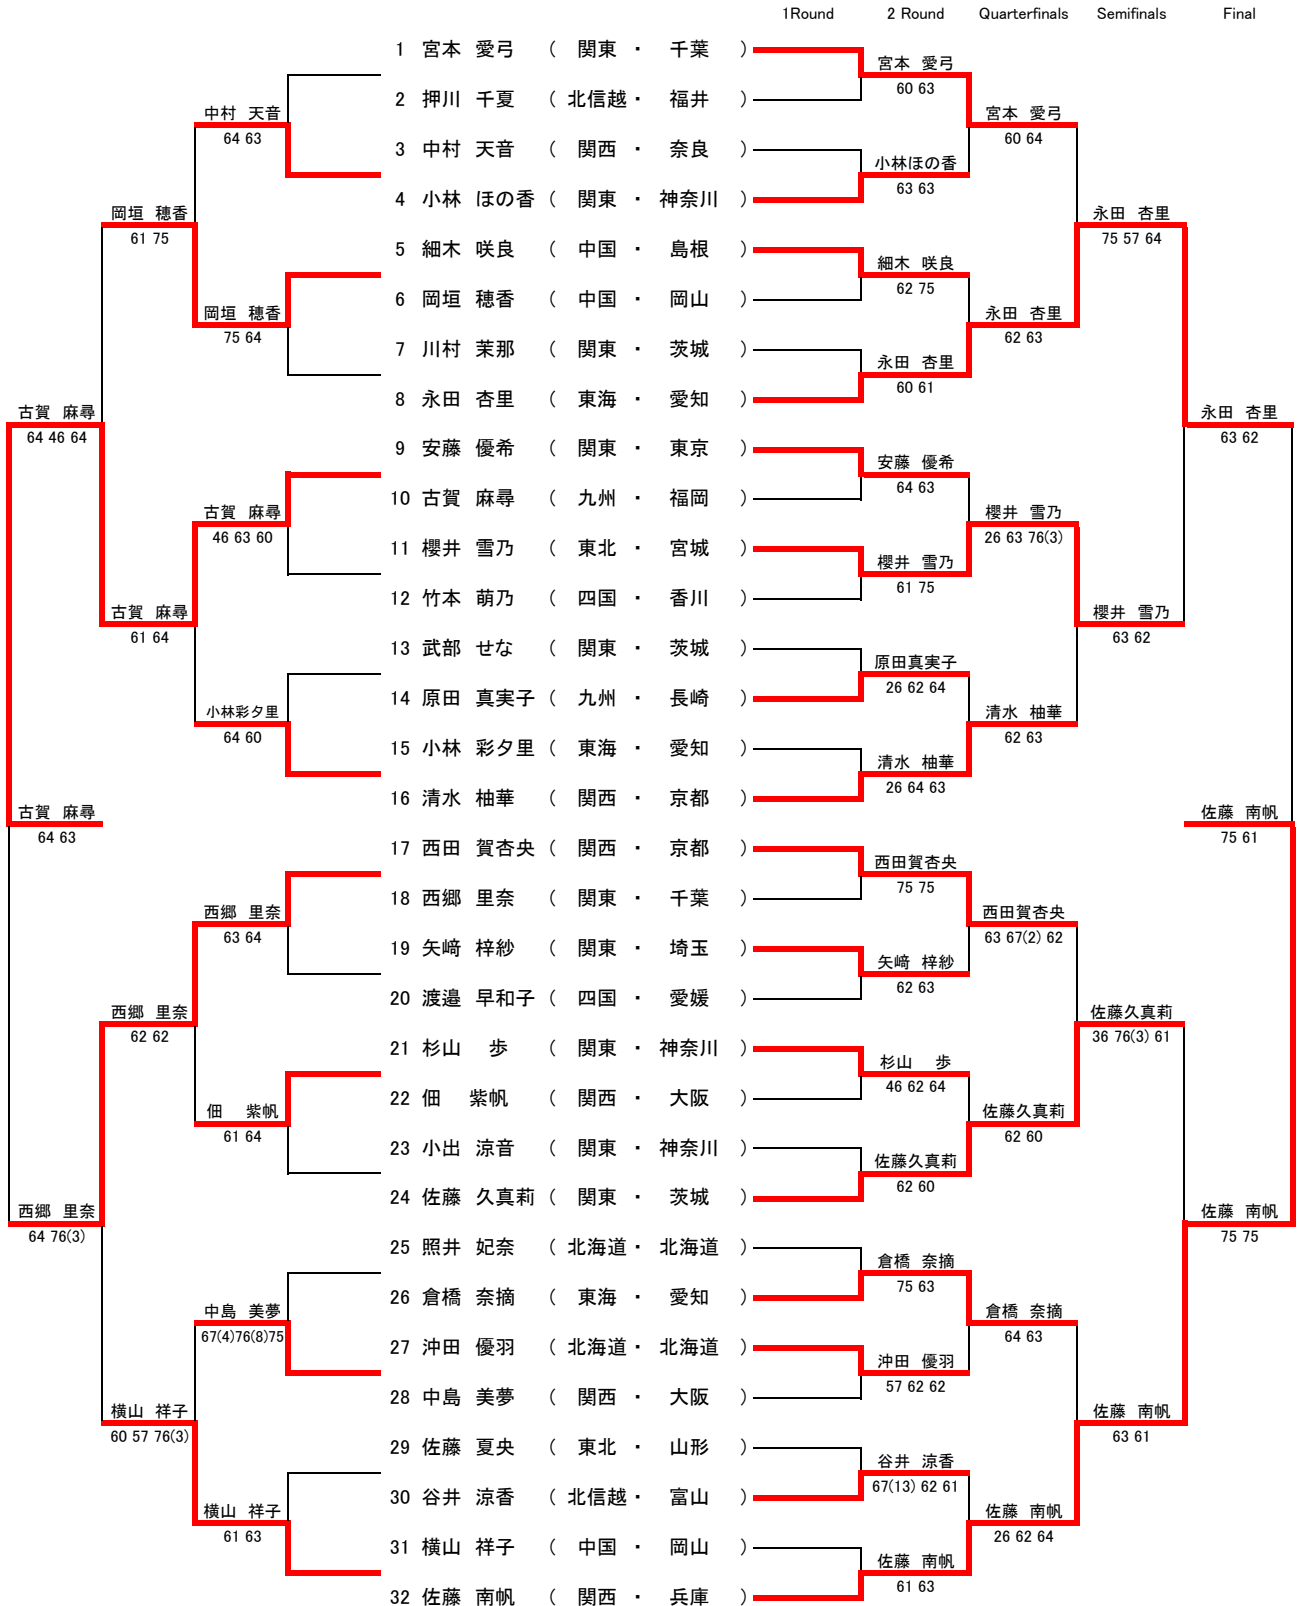 1Round 2 Round Quarterfinals Semifinals Final
1 宮本 愛弓 ( 関東 ・ 千葉 )
宮本 愛弓
60 63
2 押川 千夏 ( 北信越・ 福井 )
中村 天音
64 63
宮本 愛弓
60 64
3 中村 天音 ( 関西 ・ 奈良 )
小林ほの香
63 63
4 小林 ほの香 ( 関東 ・ 神奈川 )
岡垣 穂香
61 75
永田 杏里
75 57 64
5 細木 咲良 ( 中国 ・ 島根 )
細木 咲良
62 75
6 岡垣 穂香 ( 中国 ・ 岡山 )
岡垣 穂香
75 64
永田 杏里
62 63
7 川村 茉那 ( 関東 ・ 茨城 )
永田 杏里
60 61
8 永田 杏里 ( 東海 ・ 愛知 )
古賀 麻尋
64 46 64
永田 杏里
63 62
9 安藤 優希 ( 関東 ・ 東京 )
安藤 優希
64 63
10 古賀 麻尋 ( 九州 ・ 福岡 )
古賀 麻尋
46 63 60
櫻井 雪乃
26 63 76(3)
11 櫻井 雪乃 ( 東北 ・ 宮城 )
櫻井 雪乃
61 75
12 竹本 萌乃 ( 四国 ・ 香川 )
古賀 麻尋
61 64
櫻井 雪乃
63 62
13 武部 せな ( 関東 ・ 茨城 )
原田真実子
26 62 64
14 原田 真実子 ( 九州 ・ 長崎 )
小林彩夕里
64 60
清水 柚華
62 63
15 小林 彩夕里 ( 東海 ・ 愛知 )
清水 柚華
26 64 63
16 清水 柚華 ( 関西 ・ 京都 )
古賀 麻尋
64 63
佐藤 南帆
75 61
17 西田 賀杏央 ( 関西 ・ 京都 )
西田賀杏央
75 75
18 西郷 里奈 ( 関東 ・ 千葉 )
西郷 里奈
63 64
西田賀杏央
63 67(2) 62
19 矢﨑 梓紗 ( 関東 ・ 埼玉 )
矢﨑 梓紗
62 63
20 渡邉 早和子 ( 四国 ・ 愛媛 )
西郷 里奈
62 62
佐藤久真莉
36 76(3) 61
21 杉山 歩 ( 関東 ・ 神奈川 )
杉山 歩
46 62 64
22 佃 紫帆 ( 関西 ・ 大阪 )
佃 紫帆
61 64
佐藤久真莉
62 60
23 小出 涼音 ( 関東 ・ 神奈川 )
佐藤久真莉
62 60
24 佐藤 久真莉 ( 関東 ・ 茨城 )
西郷 里奈
64 76(3)
佐藤 南帆
75 75
25 照井 妃奈 ( 北海道・ 北海道 )
倉橋 奈摘
75 63
26 倉橋 奈摘 ( 東海 ・ 愛知 )
中島 美夢
67(4)76(8)75
倉橋 奈摘
64 63
27 沖田 優羽 ( 北海道・ 北海道 )
沖田 優羽
57 62 62
28 中島 美夢 ( 関西 ・ 大阪 )
横山 祥子
60 57 76(3)
佐藤 南帆
63 61
29 佐藤 夏央 ( 東北 ・ 山形 )
谷井 涼香
67(13) 62 61
30 谷井 涼香 ( 北信越・ 富山 )
横山 祥子
61 63
佐藤 南帆
26 62 64
31 横山 祥子 ( 中国 ・ 岡山 )
佐藤 南帆
61 63
32 佐藤 南帆 ( 関西 ・ 兵庫 )